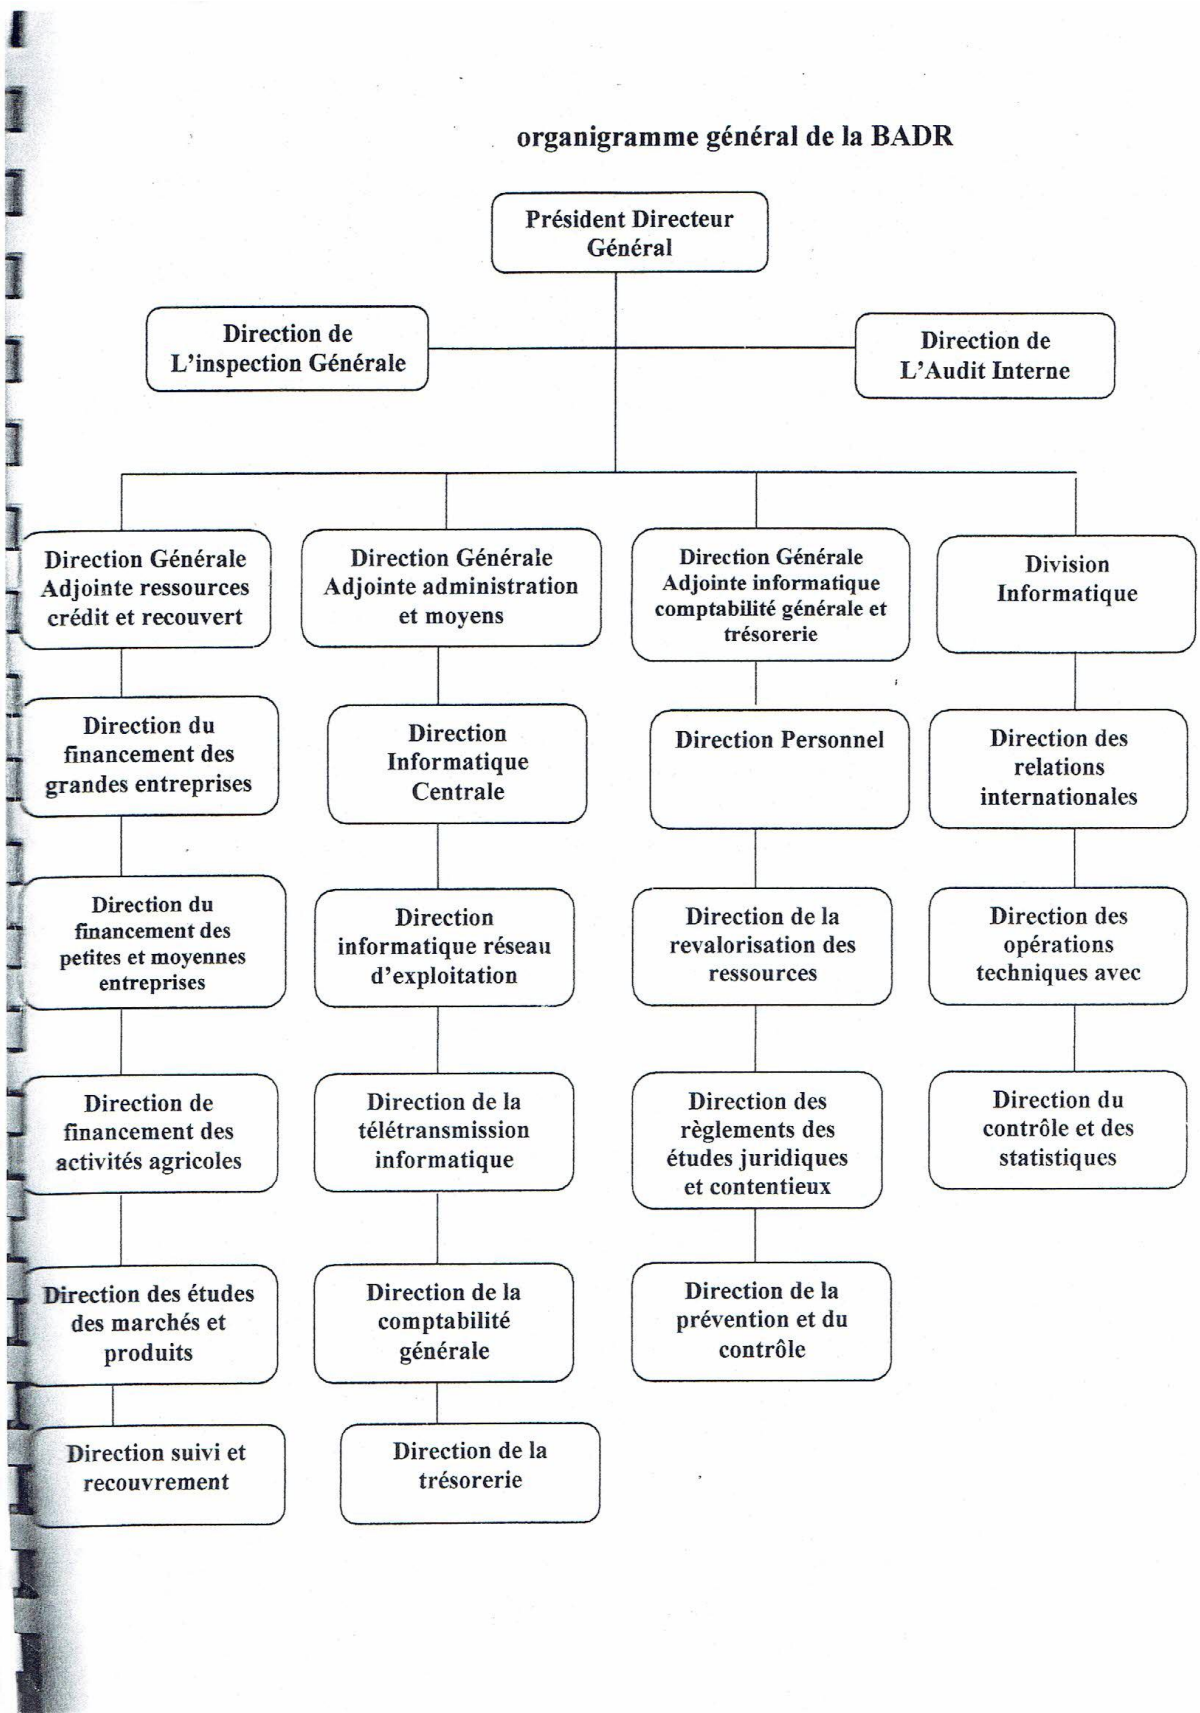 organigramme général de la BADR
Président Directeur
Général
Direction de
L'inspection Générale
Direction de
L'Audit Interne
Direction Générale
Adjointe ressources
crédit et recouvert
Direction Générale
Adjointe administration
et moyens
Direction Générale
Adjointe informatique
comptabilité générale et
trésorerie
Division
Informatique
Direction du
financement des
grandes entreprises
Direction
Informatique
Centrale
Direction Personnel
Direction des
relations
internationales
Direction du
financement des
petites et moyennes
entreprises
Direction
informatique réseau
d'exploitation
Direction de la
revalorisation des
ressources
Direction des
opérations
techniques avec
Direction de
financement des
activités agricoles
Direction de la
télétransmission
informatique
Direction des
règlements des
études juridiques
et contentieux
Direction du
contrôle et des
statistiques
Direction des études
des marchés et
produits
Direction de la
comptabilité
générale
Direction de la
prévention et du
contrôle
Direction suivi et
recouvrement
Direction de la
trésorerie